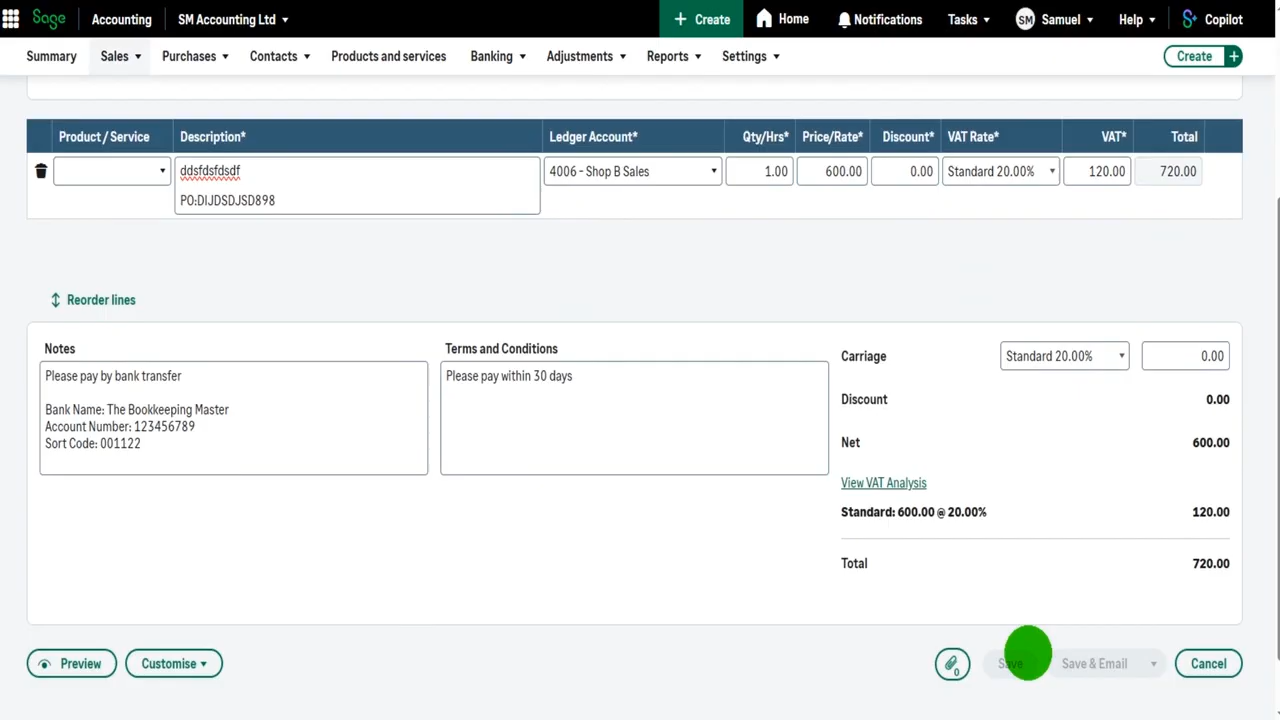 Sage Accounting SM Accounting Ltd Create Home Notifications Tasks SM Samuel Help Copilot
Summary Sales Purchases Contacts Products and services Banking Adjustments Reports Settings Create +
Product / Service Description* Ledger Account* Qty/Hrs* Price/Rate* Discount* VAT Rate* VAT* Total
ddsfdsfdsdf 4006 - Shop B Sales 1.00 600.00 0.00 Standard 20.00% 120.00 720.00
PO:DIJDSDJSD898
Reorder lines
Notes Terms and Conditions
Carriage Standard 20.00% 0.00
Please pay by bank transfer Please pay within 30 days
Discount 0.00
Bank Name: The Bookkeeping Master
Account Number: 123456789
Sort Code: 001122
Net 600.00
View VAT Analysis
Standard: 600.00 @ 20.00% 120.00
Total 720.00
Preview Customise 0 Save Save & Email Cancel